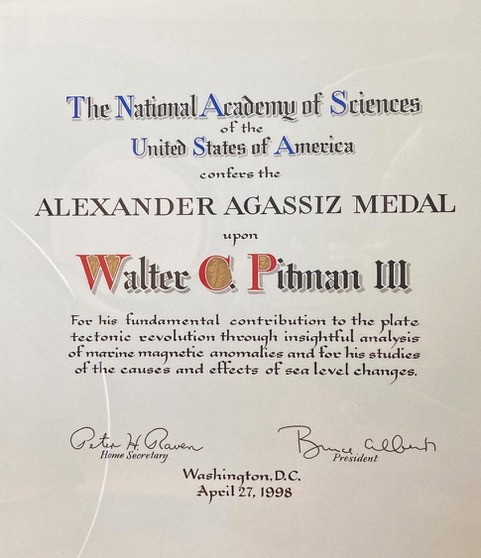 The National Academy of Sciences
of the
United States of America
confers the
ALEXANDER AGASSIZ MEDAL
upon
Walter C. Pitman III
For his fundamental contribution to the plate
tectonic revolution through insightful analysis
of marine magnetic anomalies and for his studies
of the causes and effects of sea level changes.
Peter H. Raven Bruce Alberts
Home Secretary President
Washington, D.C.
April 27, 1998